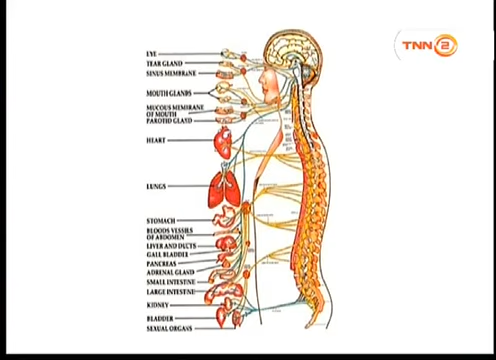 TNN 2
EYE
TEAR GLAND
SINUS MEMBRANE
MOUTH GLANDS
MUCOUS MEMBRANE
OF MOUTH
PAROTID GLAND
HEART
LUNGS
STOMACH
BLOODS VESSIES
OF ABDOMEN
LIVER AND DUCTS
GALL BLADDER
PANCREAS
ADRENAL GLAND
SMALL INTESTINE
LARGE INTESTINE
KIDNEY
BLADDER
SEXUAL ORGANS